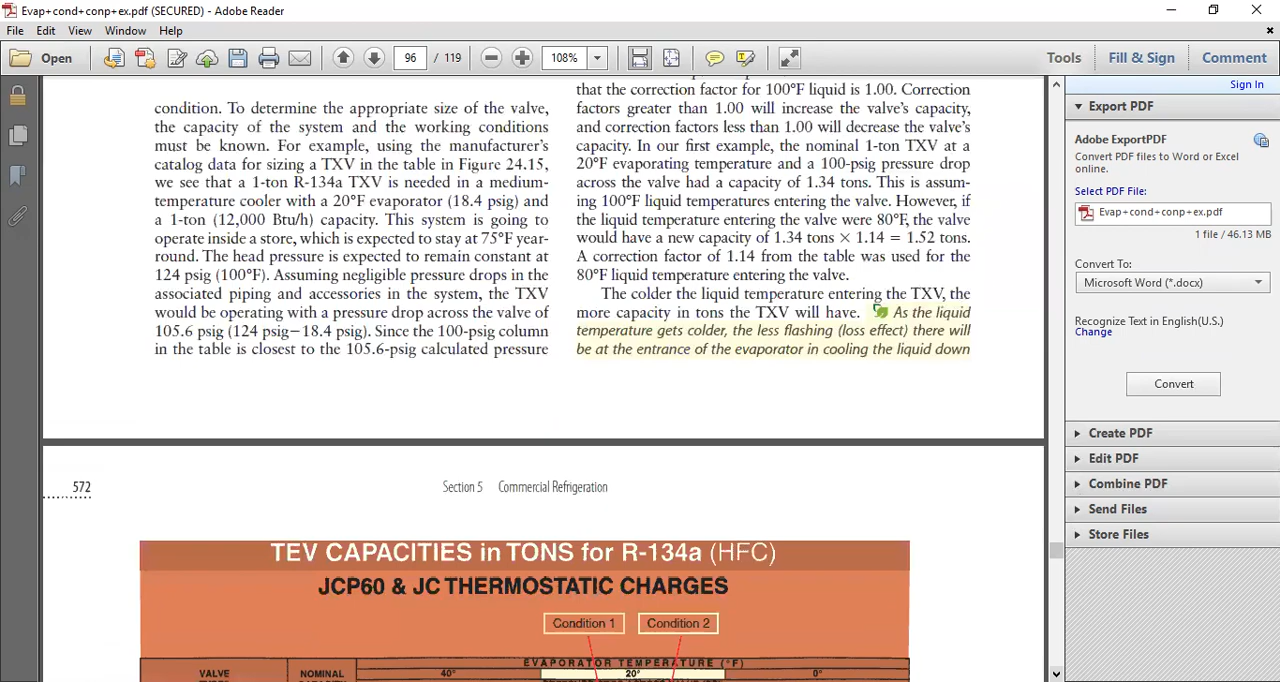 Evap+cond+conp+ex.pdf (SECURED) - Adobe Reader
File Edit View Window Help
Open 96 / 119 108% Tools Fill & Sign Comment
condition. To determine the appropriate size of the valve,
the capacity of the system and the working conditions
must be known. For example, using the manufacturer's
catalog data for sizing a TXV in the table in Figure 24.15,
we see that a 1-ton R-134a TXV is needed in a medium-
temperature cooler with a 20°F evaporator (18.4 psig) and
a 1-ton (12,000 Btu/h) capacity. This system is going to
operate inside a store, which is expected to stay at 75°F year-
round. The head pressure is expected to remain constant at
124 psig (100°F). Assuming negligible pressure drops in the
associated piping and accessories in the system, the TXV
would be operating with a pressure drop across the valve of
105.6 psig (124 psig−18.4 psig). Since the 100-psig column
in the table is closest to the 105.6-psig calculated pressure
that the correction factor for 100°F liquid is 1.00. Correction
factors greater than 1.00 will increase the valve's capacity,
and correction factors less than 1.00 will decrease the valve's
capacity. In our first example, the nominal 1-ton TXV at a
20°F evaporating temperature and a 100-psig pressure drop
across the valve had a capacity of 1.34 tons. This is assum-
ing 100°F liquid temperatures entering the valve. However, if
the liquid temperature entering the valve were 80°F, the valve
would have a new capacity of 1.34 tons × 1.14 = 1.52 tons.
A correction factor of 1.14 from the table was used for the
80°F liquid temperature entering the valve.
The colder the liquid temperature entering the TXV, the
more capacity in tons the TXV will have. As the liquid
temperature gets colder, the less flashing (loss effect) there will
be at the entrance of the evaporator in cooling the liquid down
572
Section 5 Commercial Refrigeration
TEV CAPACITIES in TONS for R-134a (HFC)
JCP60 & JC THERMOSTATIC CHARGES
Condition 1 Condition 2
EVAPORATOR TEMPERATURE (°F)
VALVE NOMINAL 40° 20° 0°
Sign In
Export PDF
Adobe ExportPDF
Convert PDF files to Word or Excel
online.
Select PDF File:
Evap+cond+conp+ex.pdf
1 file / 46.13 MB
Convert To:
Microsoft Word (*.docx)
Recognize Text in English(U.S.)
Change
Convert
Create PDF
Edit PDF
Combine PDF
Send Files
Store Files